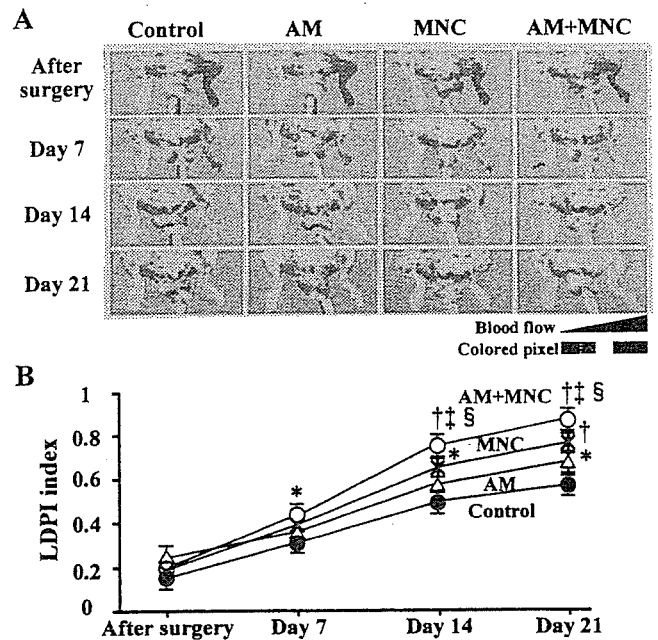 A
Control AM MNC AM+MNC
After surgery
Day 7
Day 14
Day 21
Blood flow
Colored pixel
B
LDPI index
1
0.8
0.6
0.4
0.2
0
*
†‡ §
AM+MNC
†‡ §
MNC
*
†
*
AM
Control
After surgery Day 7 Day 14 Day 21